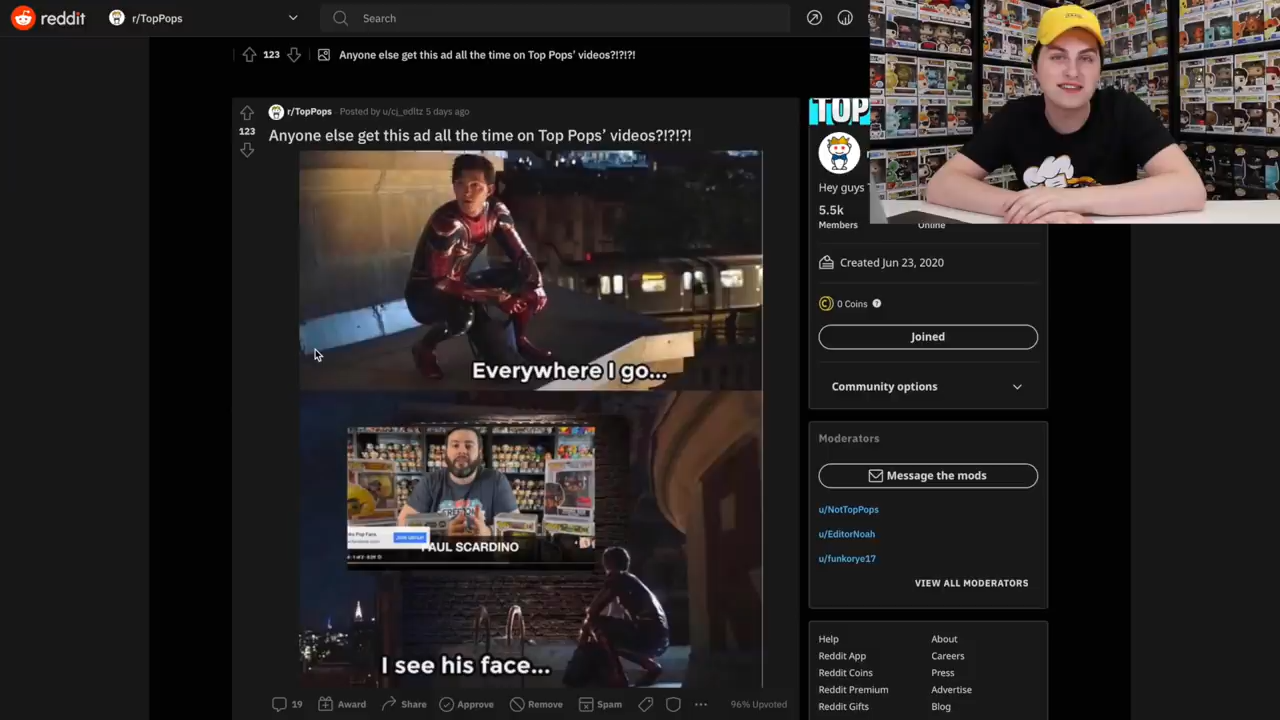 reddit
r/TopPops
Search
123
Anyone else get this ad all the time on Top Pops' videos?!?!?!
r/TopPops · Posted by u/cj_editz 5 days ago
123
Anyone else get this ad all the time on Top Pops' videos?!?!?!
Everywhere I go...
PAUL SCARDINO
I see his face...
19
Award
Share
Approve
Remove
Spam
96% Upvoted
TOP
Hey guys
5.5k
Members
Online
Created Jun 23, 2020
0 Coins
Joined
Community options
Moderators
Message the mods
u/NotTopPops
u/EditorNoah
u/funkorye17
VIEW ALL MODERATORS
Help
About
Reddit App
Careers
Reddit Coins
Press
Reddit Premium
Advertise
Reddit Gifts
Blog